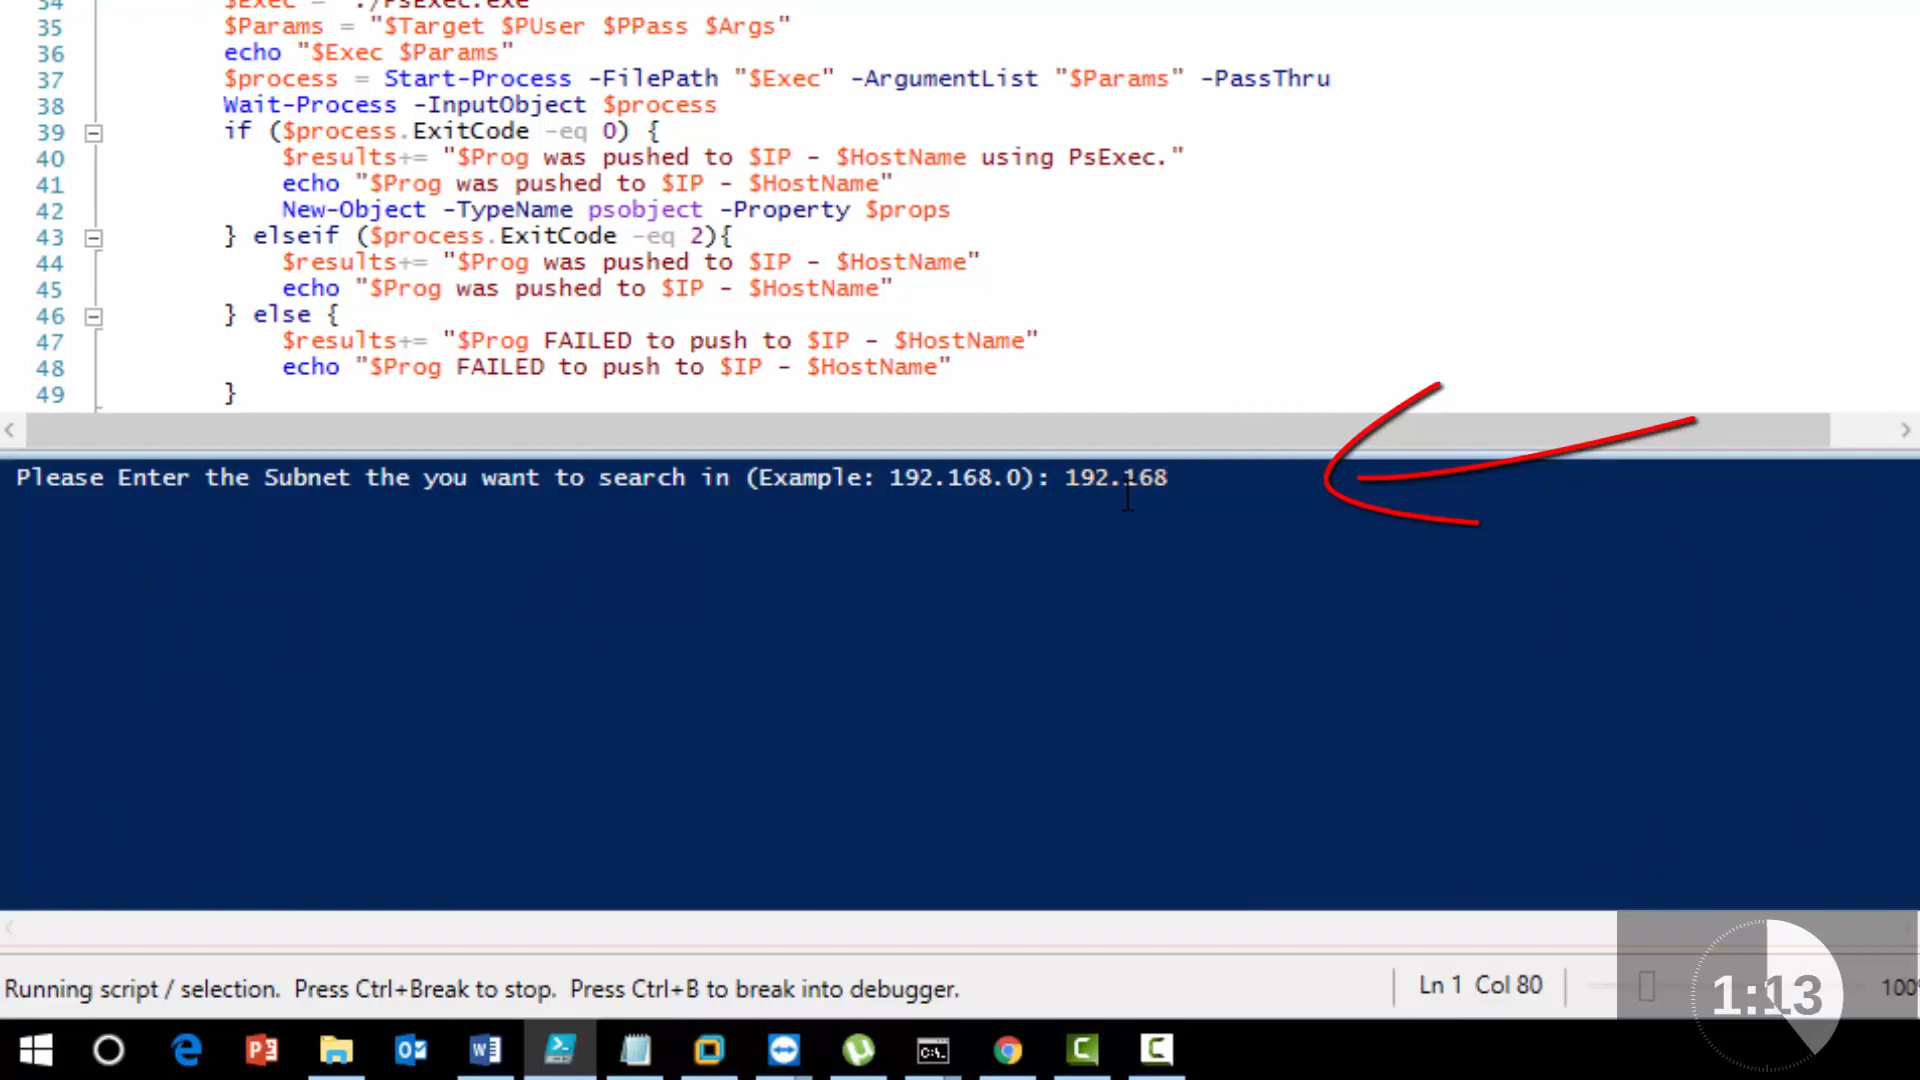 34 $Exec = "./PsExec.exe"
35 $Params = "$Target $PUser $PPass $Args"
36 echo "$Exec $Params"
37 $process = Start-Process -FilePath "$Exec" -ArgumentList "$Params" -PassThru
38 Wait-Process -InputObject $process
39 if ($process.ExitCode -eq 0) {
40 $results+= "$Prog was pushed to $IP - $HostName using PsExec."
41 echo "$Prog was pushed to $IP - $HostName"
42 New-Object -TypeName psobject -Property $props
43 } elseif ($process.ExitCode -eq 2){
44 $results+= "$Prog was pushed to $IP - $HostName"
45 echo "$Prog was pushed to $IP - $HostName"
46 } else {
47 $results+= "$Prog FAILED to push to $IP - $HostName"
48 echo "$Prog FAILED to push to $IP - $HostName"
49 }
Please Enter the Subnet the you want to search in (Example: 192.168.0): 192.168
Running script / selection. Press Ctrl+Break to stop. Press Ctrl+B to break into debugger.
Ln 1 Col 80
100%
1:13